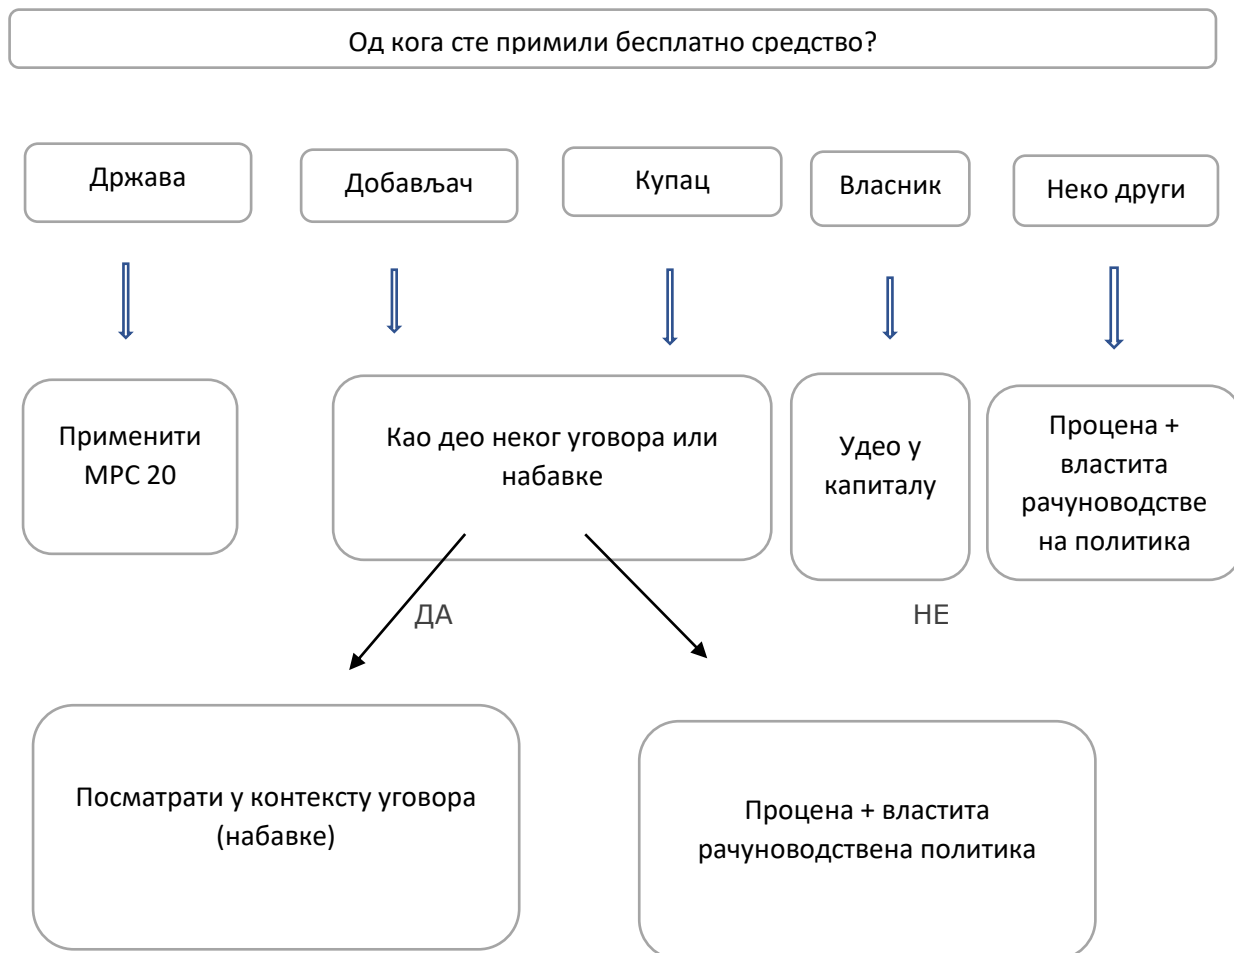 Од кога сте примили бесплатно средство?
Држава
Добављач
Купац
Власник
Неко други
Применити
МРС 20
Као део неког уговора или
набавке
Удео у
капиталу
Процена +
властита
рачуноводстве
на политика
ДА
НЕ
Посматрати у контексту уговора
(набавке)
Процена + властита
рачуноводствена политика